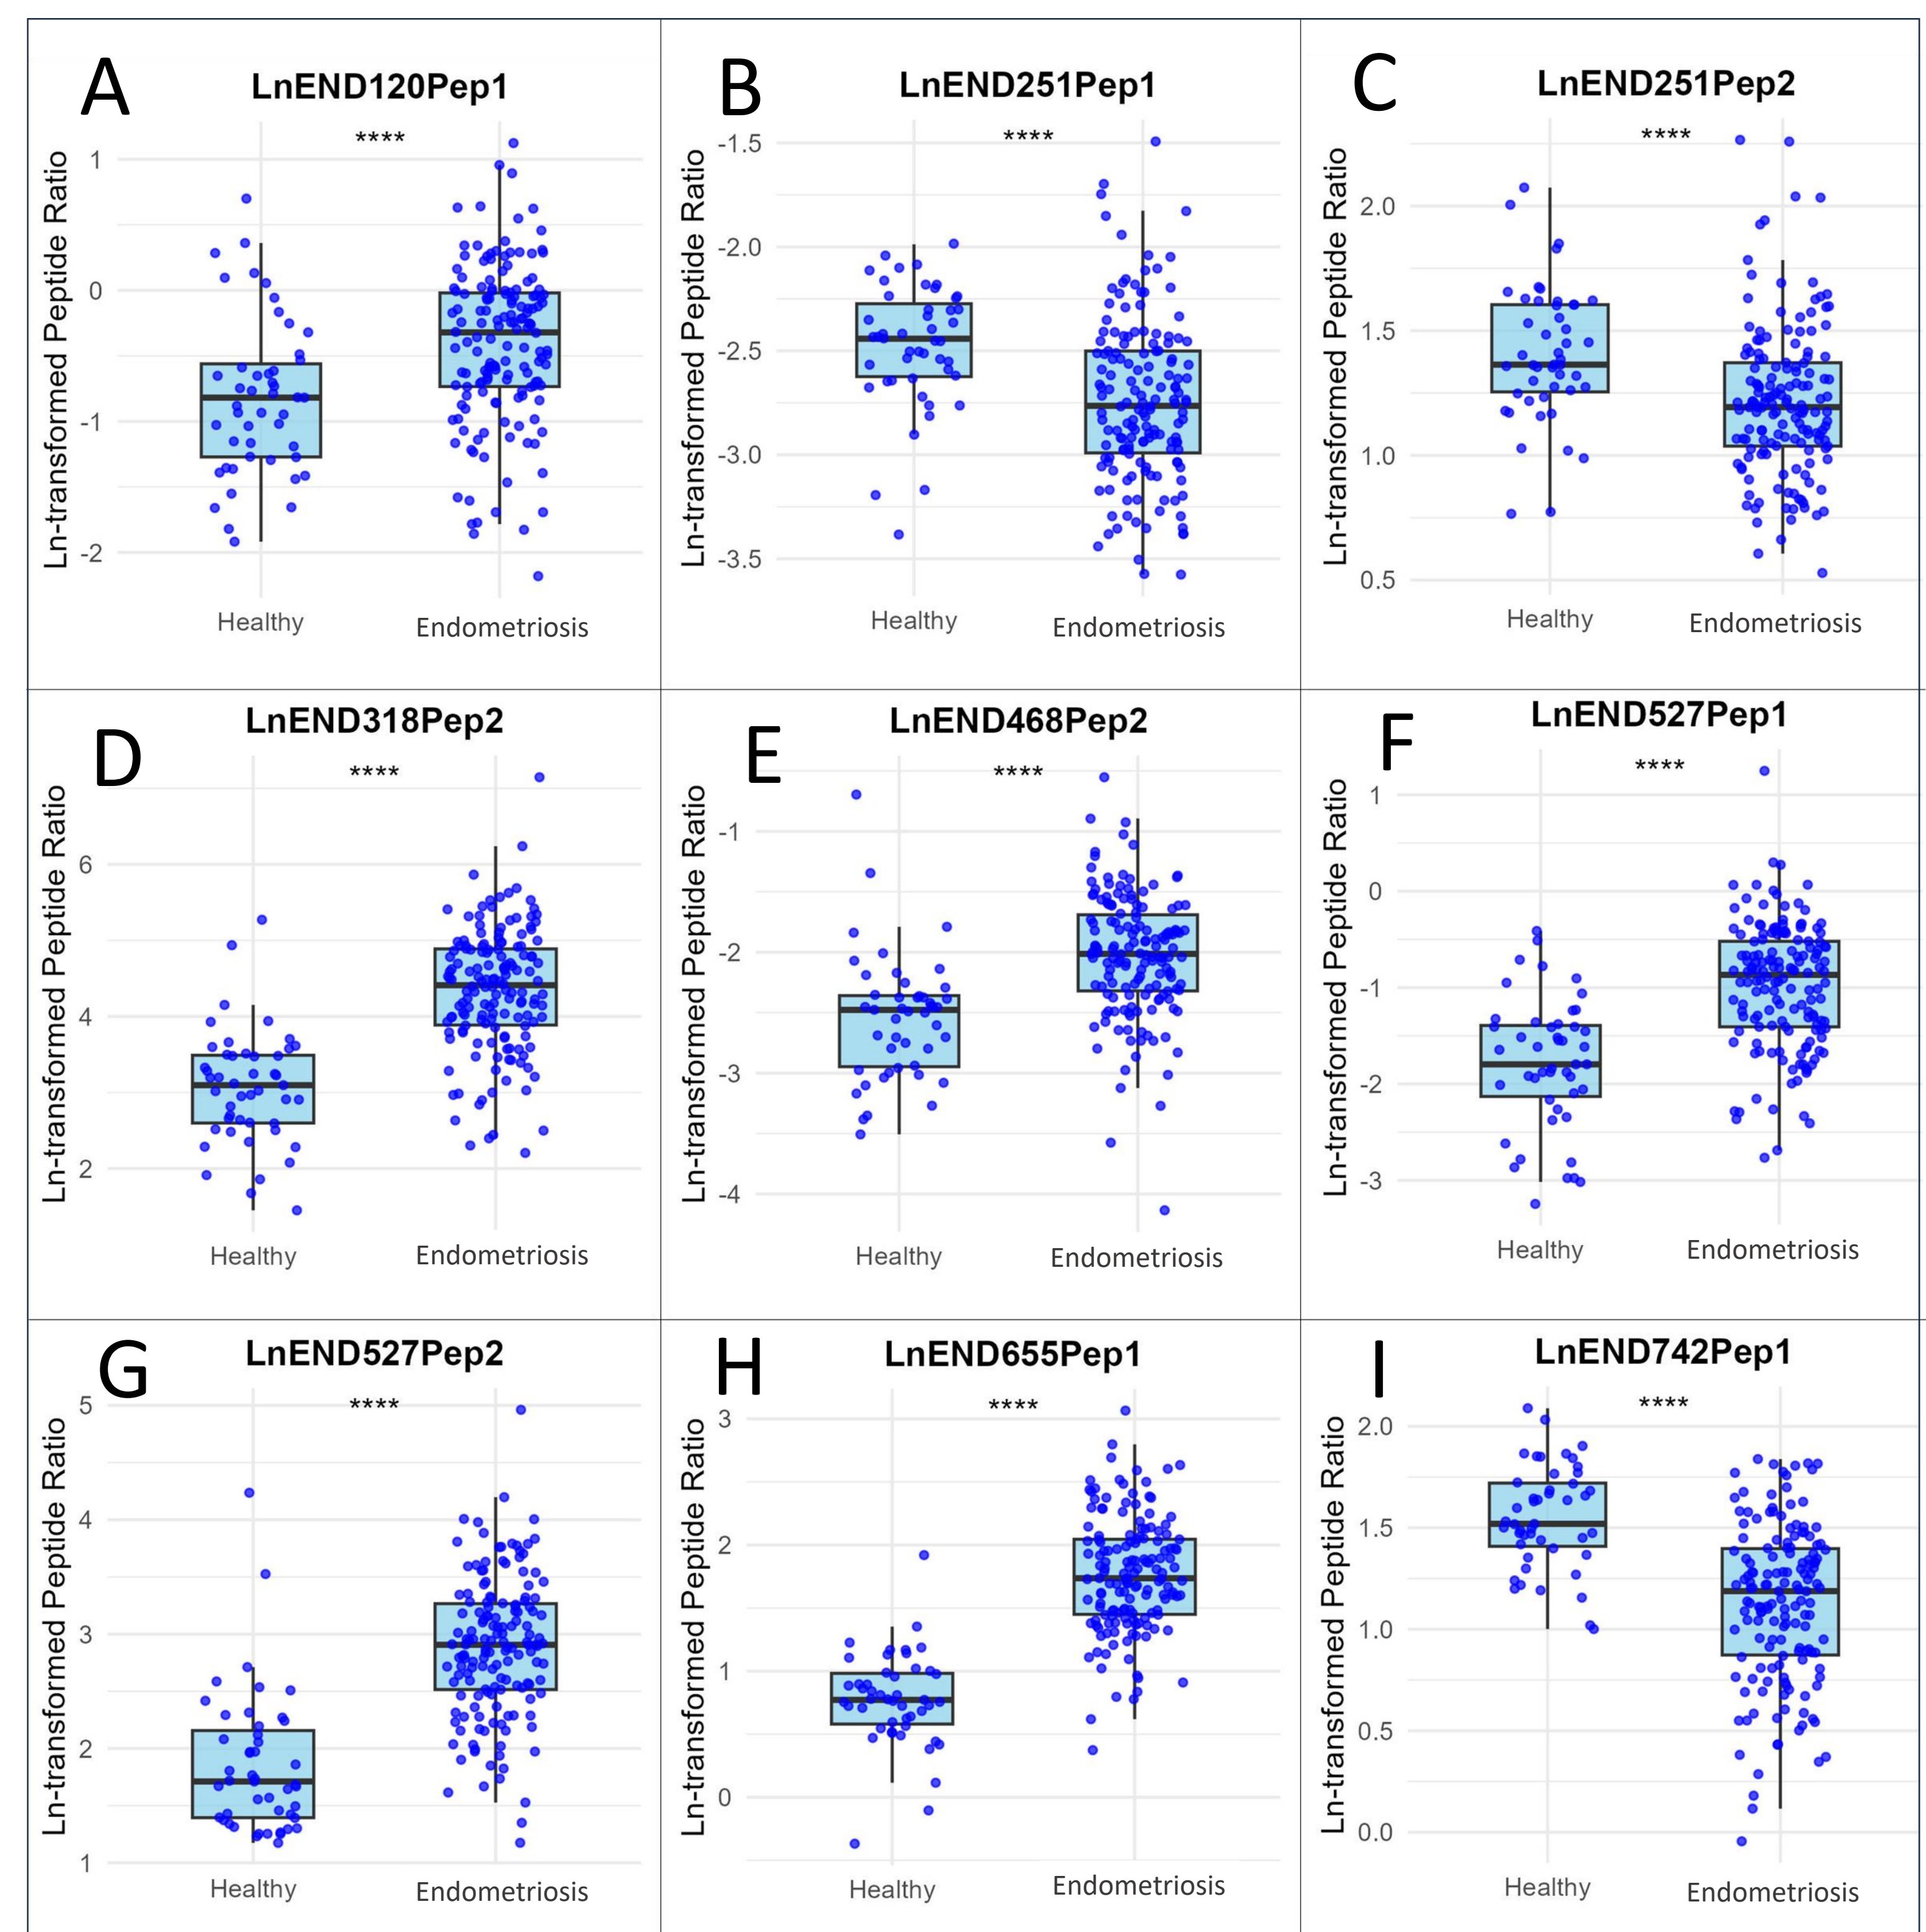 A
LnEND120Pep1
****
Ln-transformed Peptide Ratio
1
0
-1
-2
Healthy
Endometriosis
B
LnEND251Pep1
****
Ln-transformed Peptide Ratio
-1.5
-2.0
-2.5
-3.0
-3.5
Healthy
Endometriosis
C
LnEND251Pep2
****
Ln-transformed Peptide Ratio
2.0
1.5
1.0
0.5
Healthy
Endometriosis
D
LnEND318Pep2
****
Ln-transformed Peptide Ratio
6
4
2
Healthy
Endometriosis
E
LnEND468Pep2
****
Ln-transformed Peptide Ratio
-1
-2
-3
-4
Healthy
Endometriosis
F
LnEND527Pep1
****
Ln-transformed Peptide Ratio
1
0
-1
-2
-3
Healthy
Endometriosis
G
LnEND527Pep2
****
Ln-transformed Peptide Ratio
5
4
3
2
1
Healthy
Endometriosis
H
LnEND655Pep1
****
Ln-transformed Peptide Ratio
3
2
1
0
Healthy
Endometriosis
I
LnEND742Pep1
****
Ln-transformed Peptide Ratio
2.0
1.5
1.0
0.5
0.0
Healthy
Endometriosis